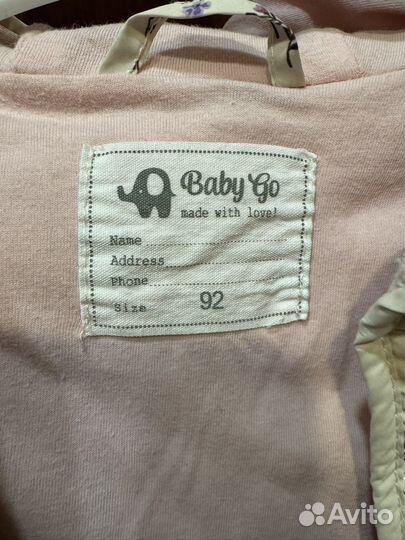 Baby Go
made with love!
Name
Address
Phone
Size 92
Avito